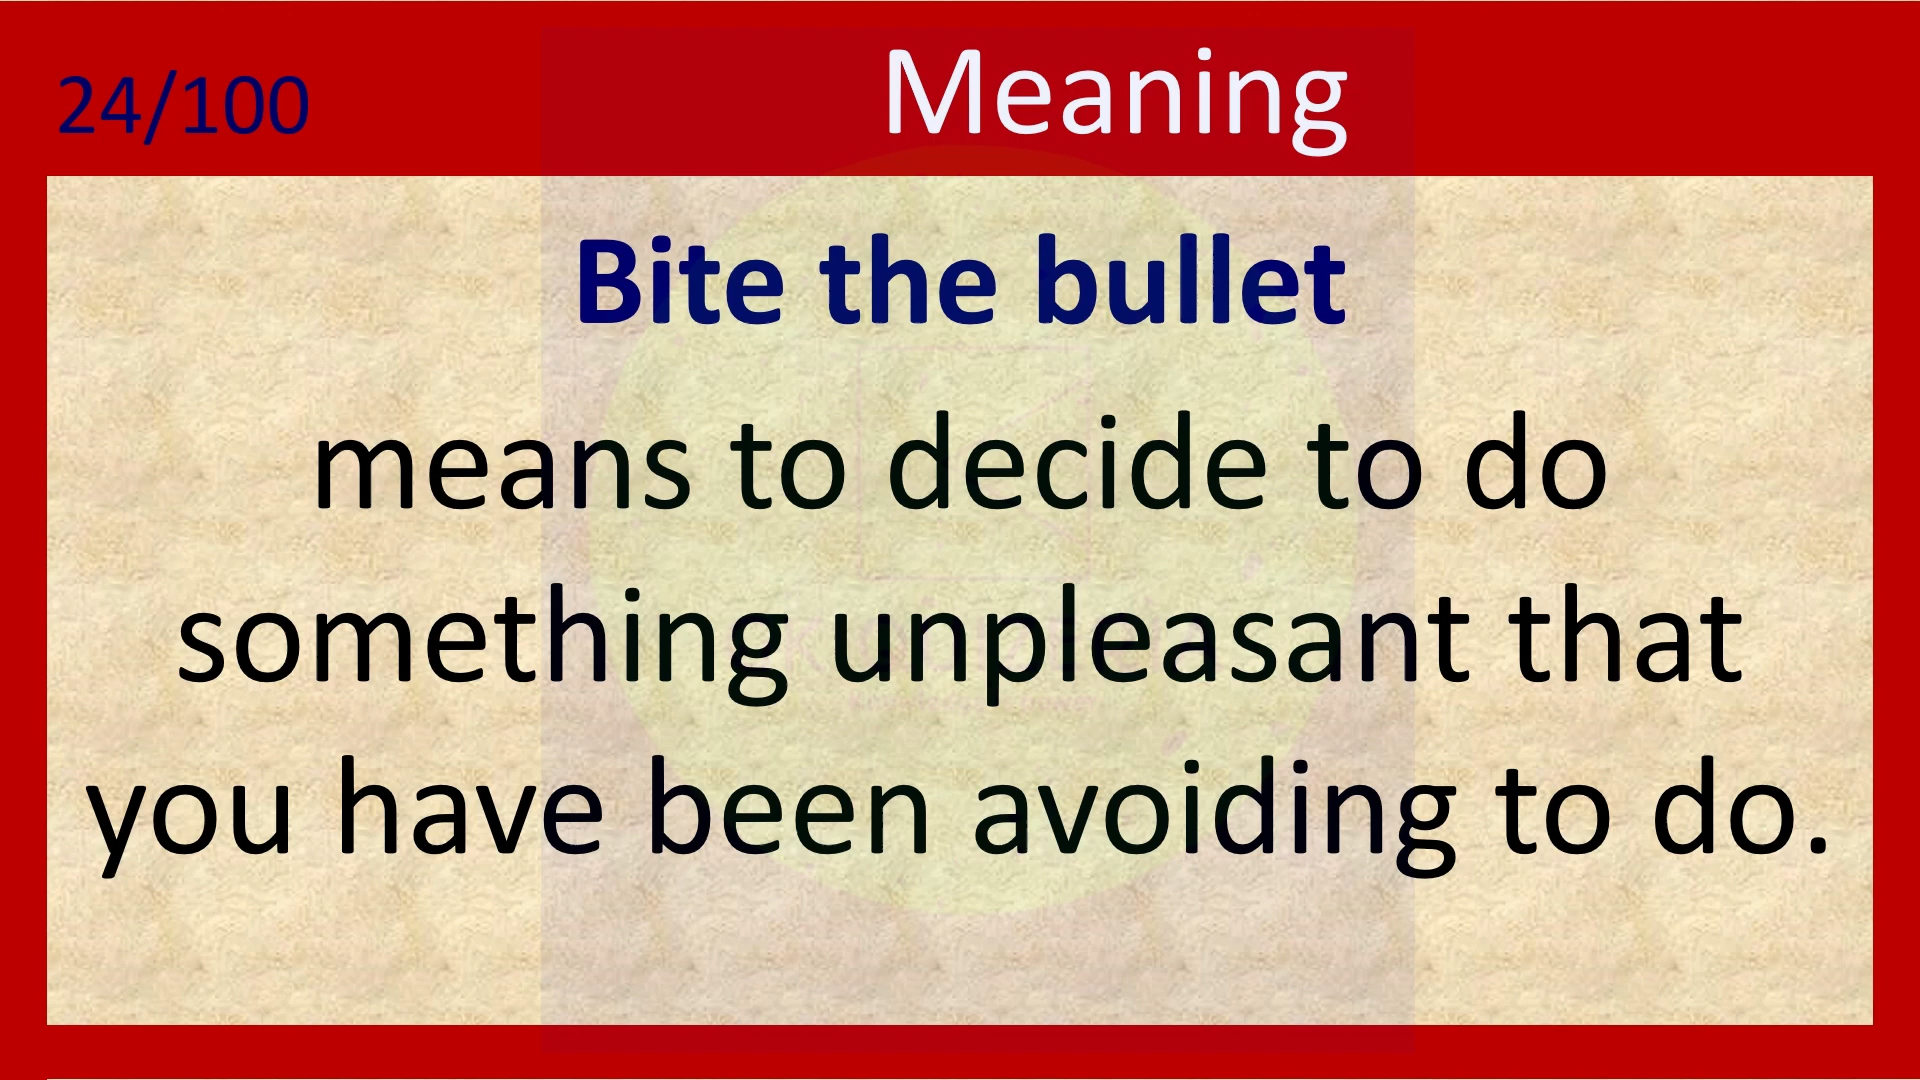 24/100
Meaning
Bite the bullet
means to decide to do
something unpleasant that
you have been avoiding to do.